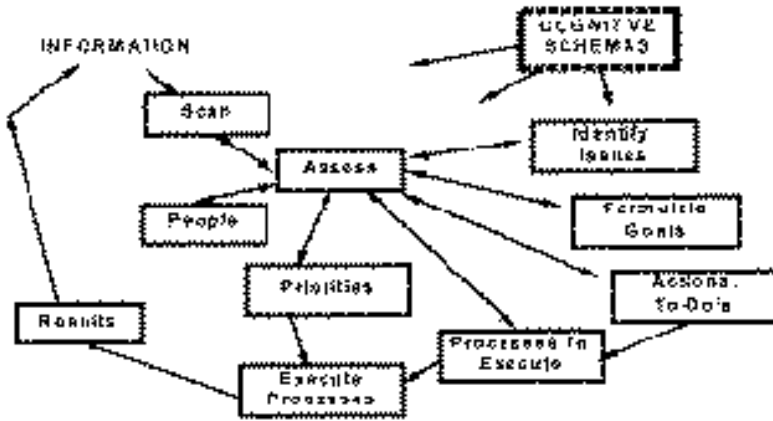 INFORMATION
COGNITIVE
SCHEMAS
Scan
Identify
Issues
Assess
People
Formulate
Goals
Priorities
Actions,
To-Do's
Results
Processes to
Execute
Execute
Processes